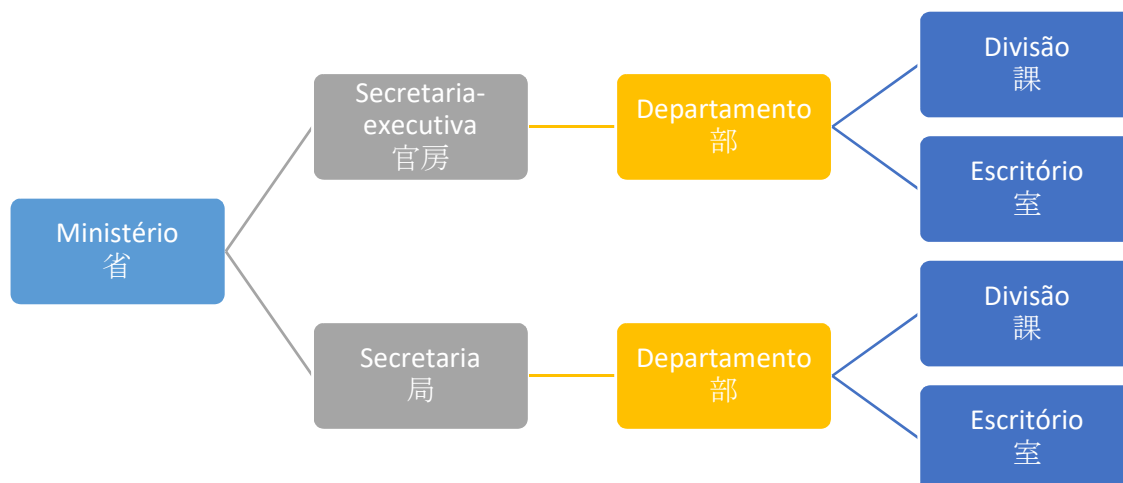 Ministério
省
Secretaria-
executiva
官房
Departamento
部
Divisão
課
Escritório
室
Secretaria
局
Departamento
部
Divisão
課
Escritório
室